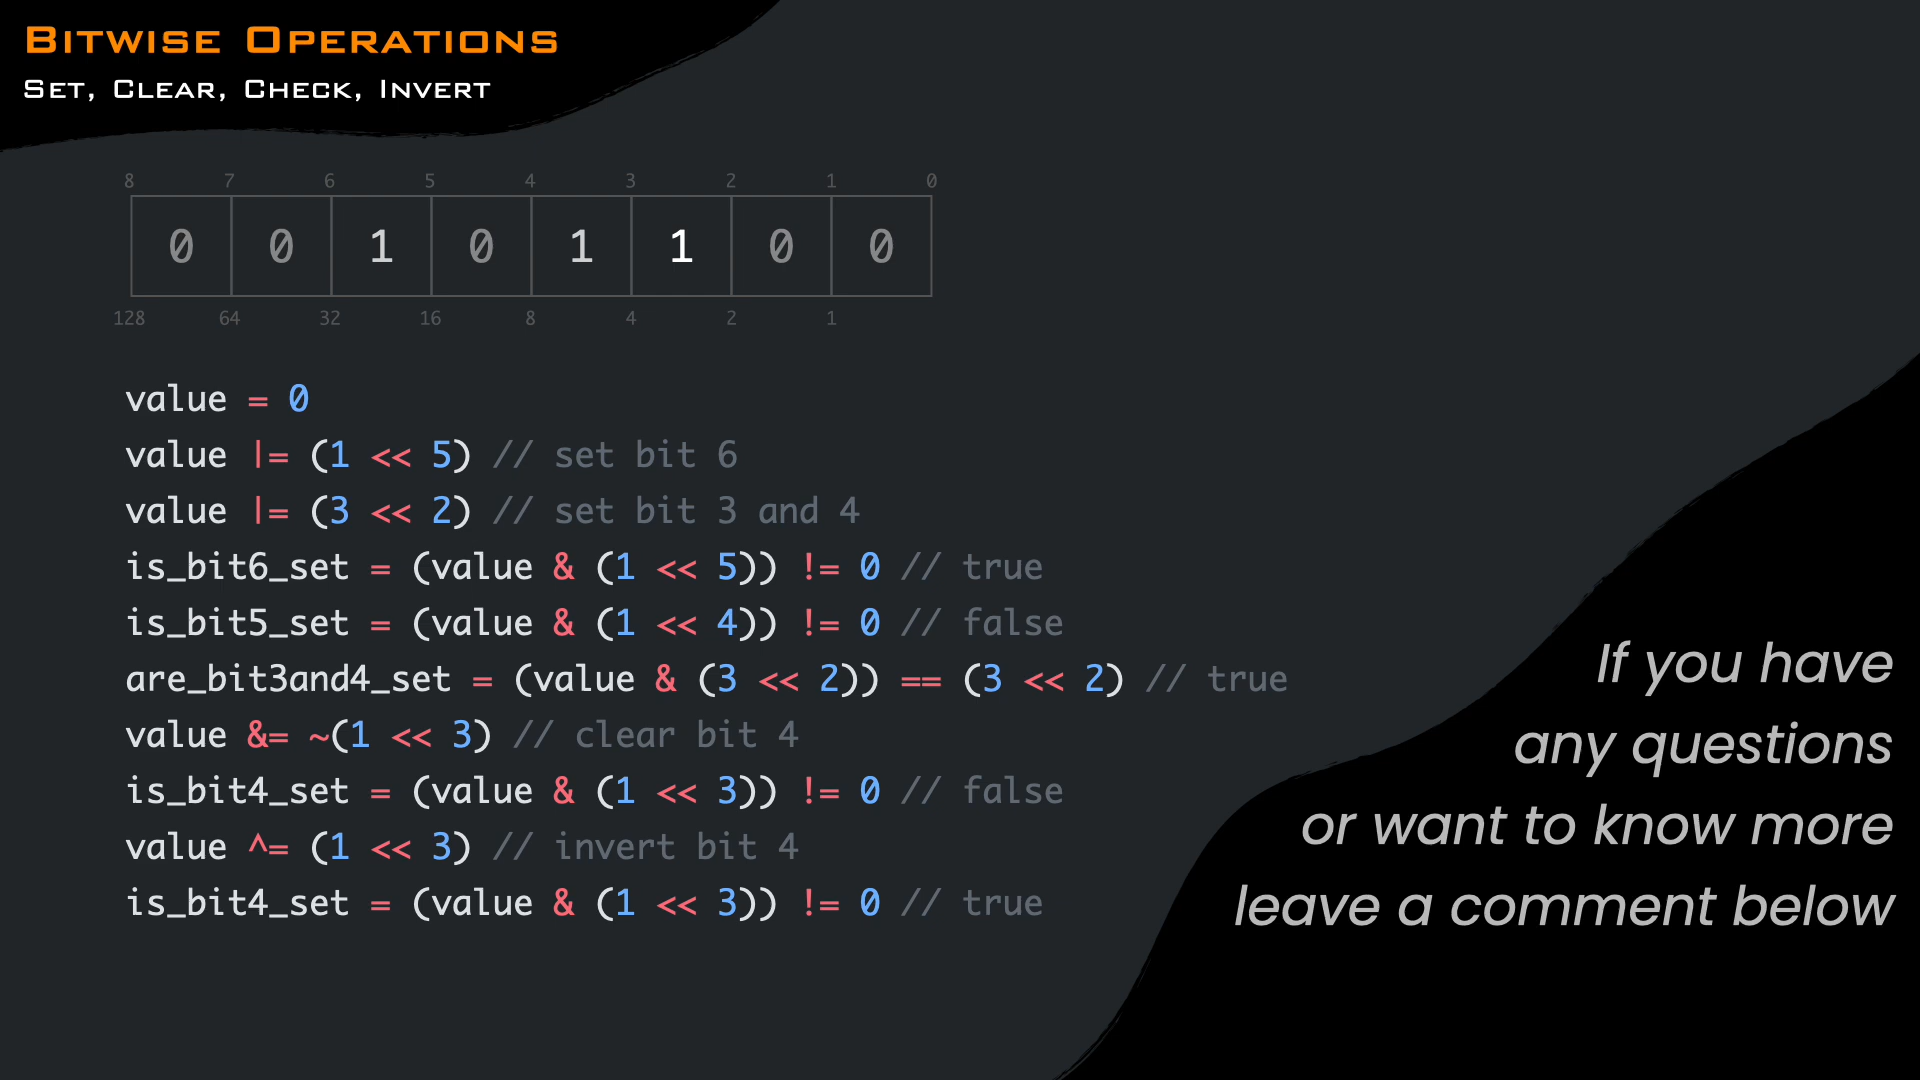 Bitwise Operations
Set, Clear, Check, Invert
8 7 6 5 4 3 2 1 0
0 0 1 0 1 1 0 0
128 64 32 16 8 4 2 1
value = 0
value |= (1 << 5) // set bit 6
value |= (3 << 2) // set bit 3 and 4
is_bit6_set = (value & (1 << 5)) != 0 // true
is_bit5_set = (value & (1 << 4)) != 0 // false
are_bit3and4_set = (value & (3 << 2)) == (3 << 2) // true
value &= ~(1 << 3) // clear bit 4
is_bit4_set = (value & (1 << 3)) != 0 // false
value ^= (1 << 3) // invert bit 4
is_bit4_set = (value & (1 << 3)) != 0 // true
If you have
any questions
or want to know more
leave a comment below